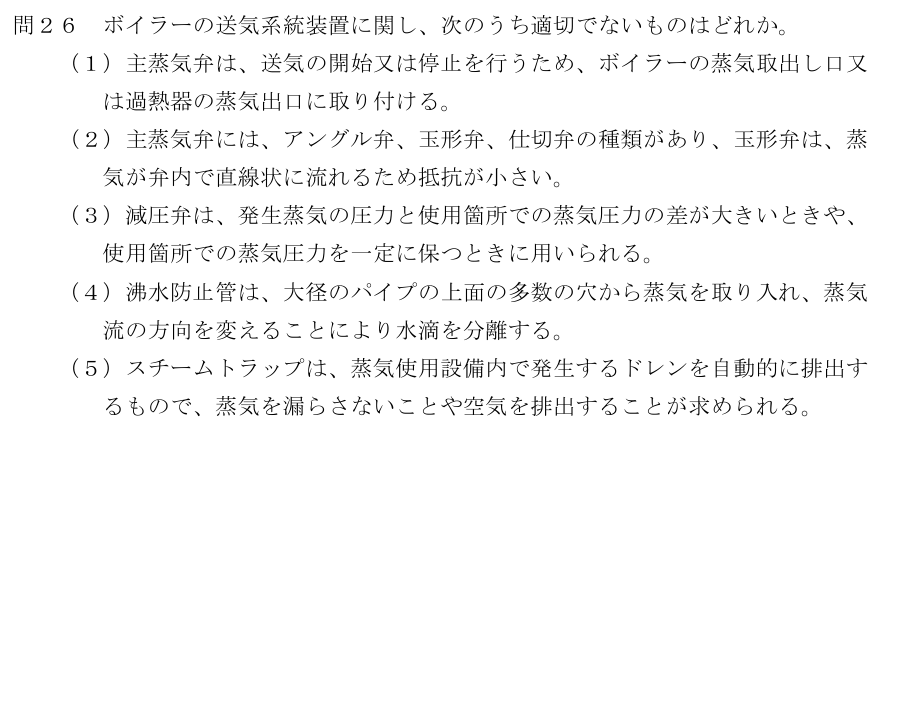 問２６　ボイラーの送気系統装置に関し、次のうち適切でないものはどれか。
（１）主蒸気弁は、送気の開始又は停止を行うため、ボイラーの蒸気取出し口又
は過熱器の蒸気出口に取り付ける。
（２）主蒸気弁には、アングル弁、玉形弁、仕切弁の種類があり、玉形弁は、蒸
気が弁内で直線状に流れるため抵抗が小さい。
（３）減圧弁は、発生蒸気の圧力と使用箇所での蒸気圧力の差が大きいときや、
使用箇所での蒸気圧力を一定に保つときに用いられる。
（４）沸水防止管は、大径のパイプの上面の多数の穴から蒸気を取り入れ、蒸気
流の方向を変えることにより水滴を分離する。
（５）スチームトラップは、蒸気使用設備内で発生するドレンを自動的に排出す
るもので、蒸気を漏らさないことや空気を排出することが求められる。